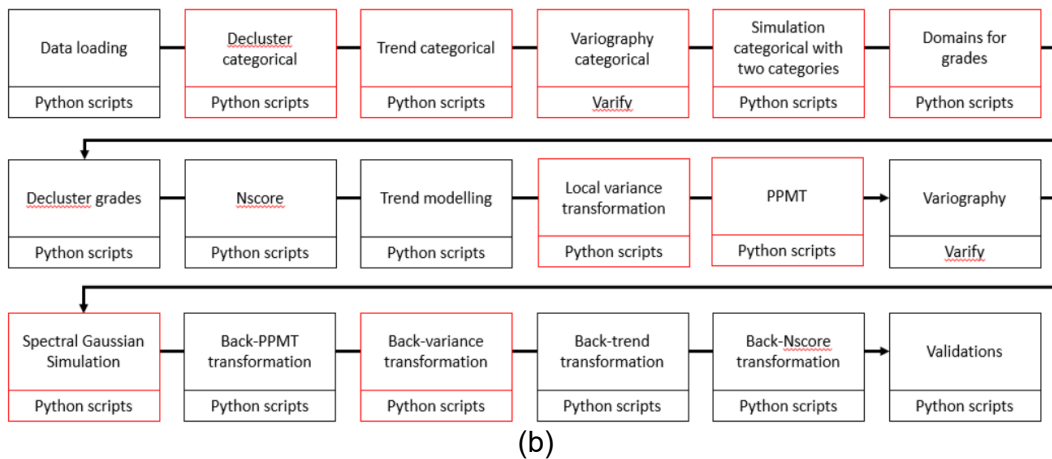 Data loading
Python scripts
Decluster
categorical
Python scripts
Trend categorical
Python scripts
Variography
categorical
Varify
Simulation
categorical with
two categories
Python scripts
Domains for
grades
Python scripts
Decluster grades
Python scripts
Nscore
Python scripts
Trend modelling
Python scripts
Local variance
transformation
Python scripts
PPMT
Python scripts
Variography
Varify
Spectral Gaussian
Simulation
Python scripts
Back-PPMT
transformation
Python scripts
Back-variance
transformation
Python scripts
Back-trend
transformation
Python scripts
Back-Nscore
transformation
Python scripts
Validations
Python scripts
(b)